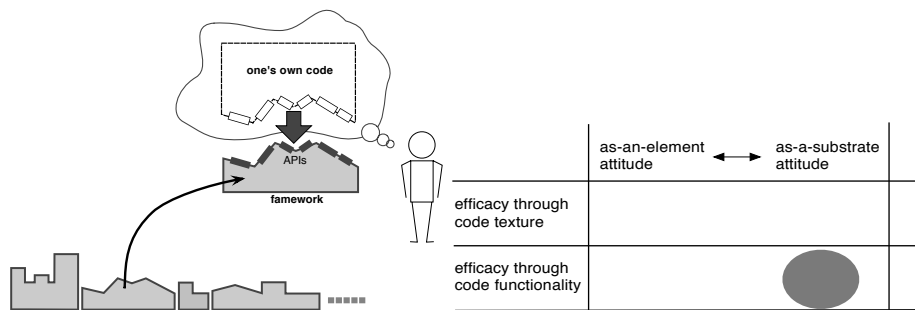 one's own code
APIs
famework
as-an-element
attitude
as-a-substrate
attitude
efficacy through
code texture
efficacy through
code functionality